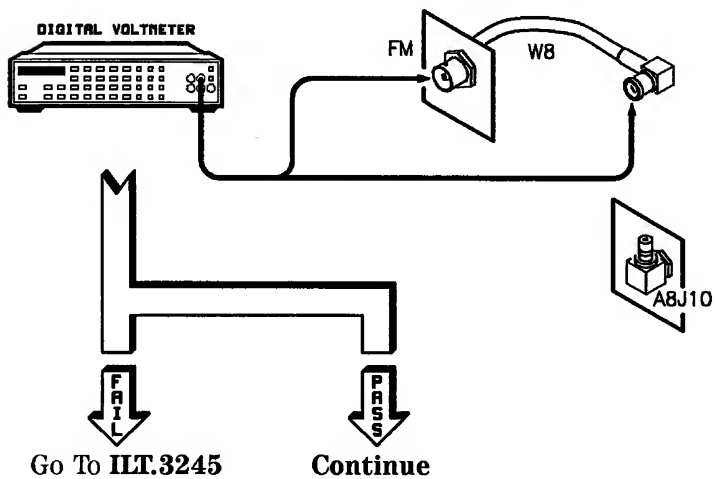 DIGITAL VOLTMETER
FM
W8
A8J10
FAIL
PASS
Go To ILT.3245
Continue